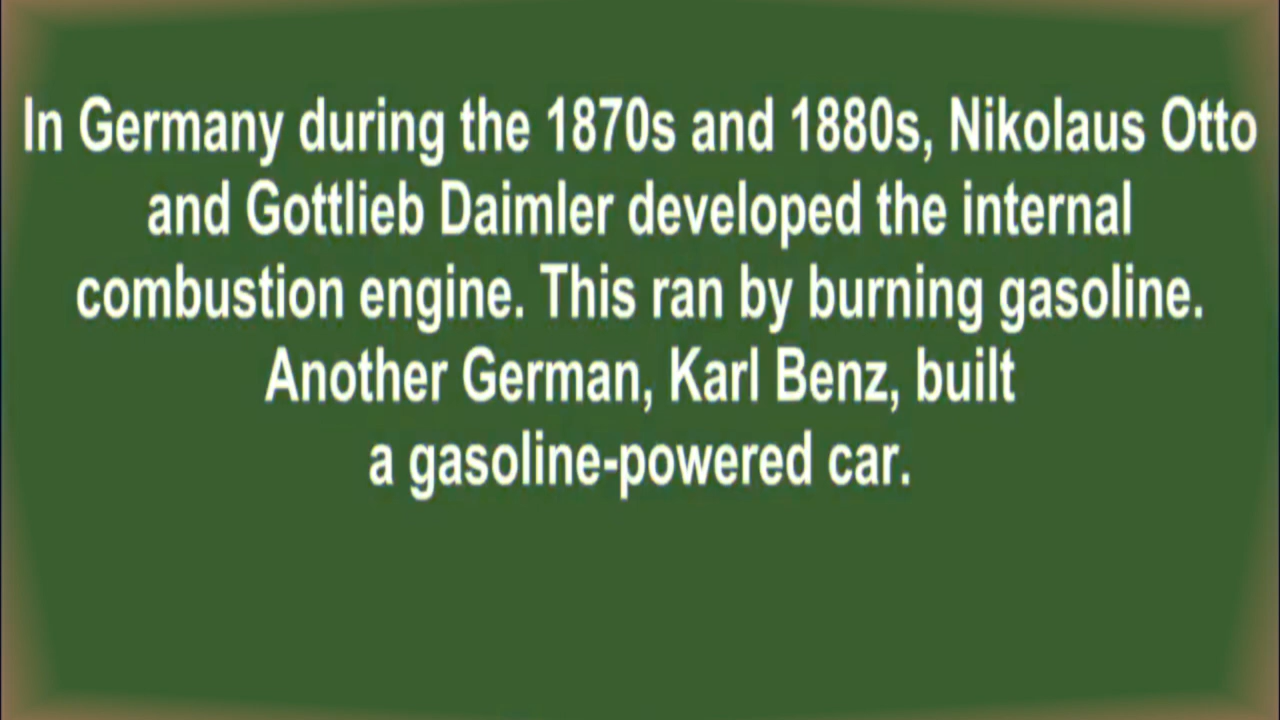 In Germany during the 1870s and 1880s, Nikolaus Otto
and Gottlieb Daimler developed the internal
combustion engine. This ran by burning gasoline.
Another German, Karl Benz, built
a gasoline-powered car.